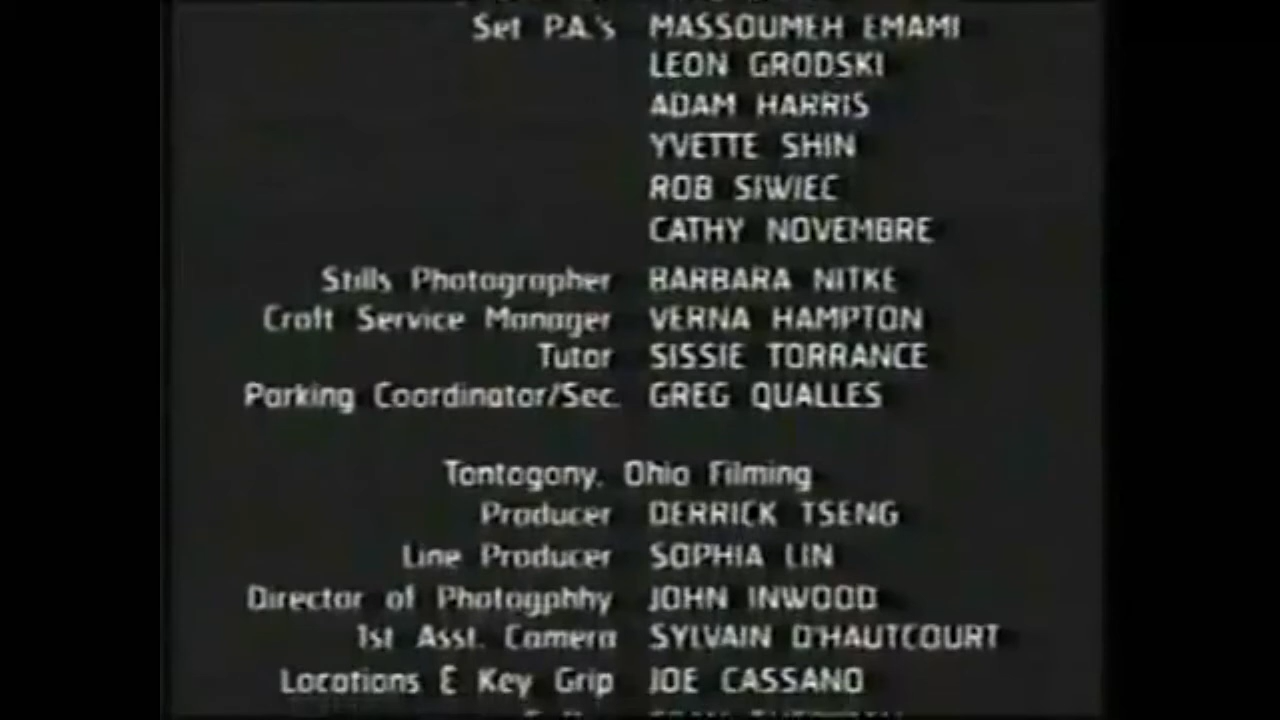 Set P.A.'s MASSOUMEH EMAMI
LEON GRODSKI
ADAM HARRIS
YVETTE SHIN
ROB SIWIEC
CATHY NOVEMBRE
Stills Photographer BARBARA NITKE
Craft Service Manager VERNA HAMPTON
Tutor SISSIE TORRANCE
Parking Coordinator/Sec. GREG QUALLES
Tontogony, Ohio Filming
Producer DERRICK TSENG
Line Producer SOPHIA LIN
Director of Photogphhy JOHN INWOOD
1st Asst. Camera SYLVAIN D'HAUTCOURT
Locations & Key Grip JOE CASSANO